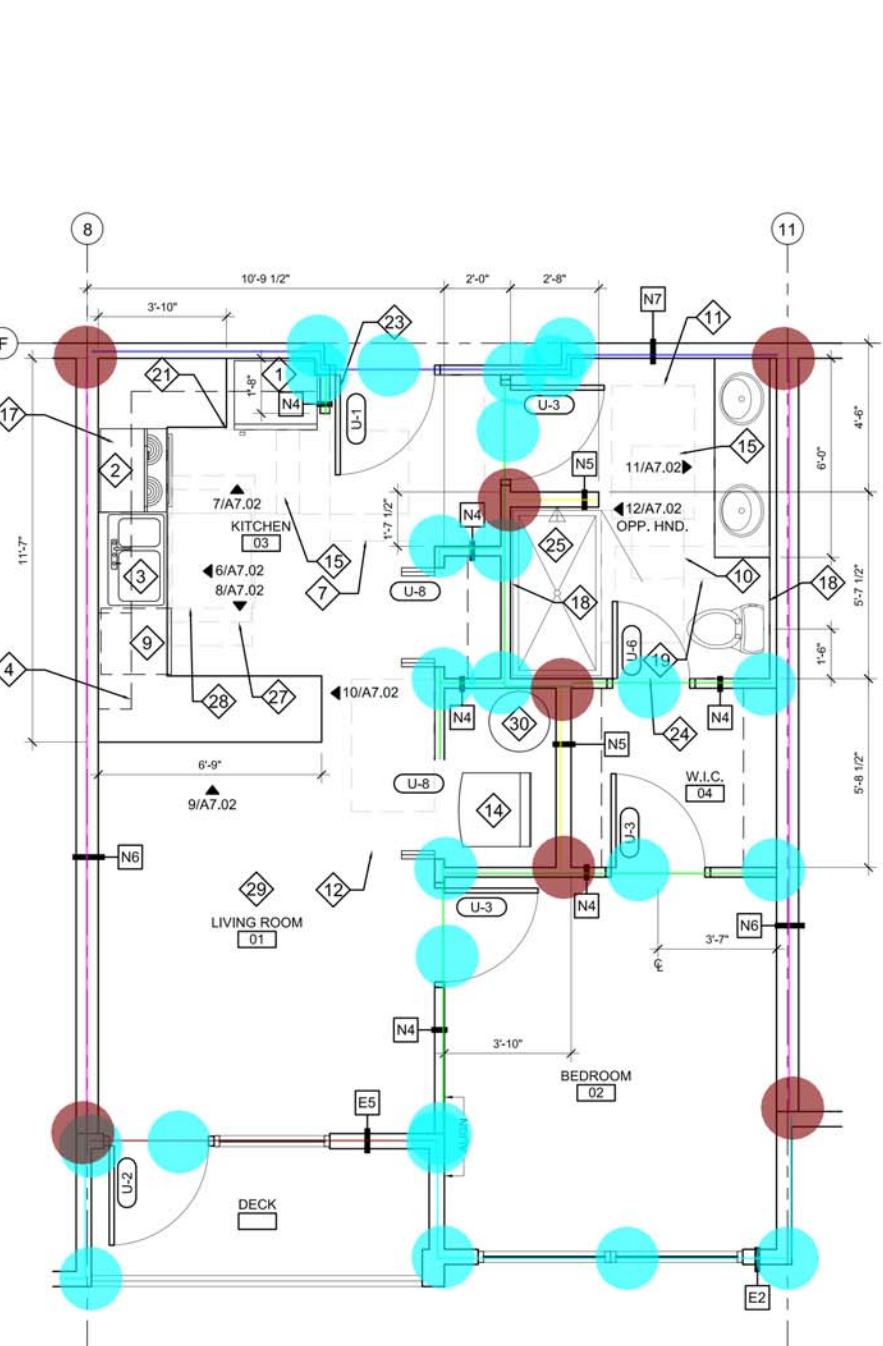 8
11
10'-9 1/2"
2'-0"
2'-8"
3'-10"
N7
11
23
F
21
1
1'-8"
N4
U-1
U-3
17
15
4'-6"
6'-0"
2
N5
11/A7.02
7/A7.02
12/A7.02
OPP. HND.
KITCHEN
03
1'-7 1/2"
N4
25
11'-7"
15
6/A7.02
8/A7.02
3
7
U-8
18
10
18
5'-7 1/2"
9
U-6
19
1'-6"
4
28
27
10/A7.02
N4
30
24
N4
N5
6'-9"
9/A7.02
U-8
14
W.I.C.
04
5'-8 1/2"
U-3
N6
29
12
LIVING ROOM
01
U-3
N4
N6
3'-7"
CL
N4
3'-10"
BEDROOM
02
E5
ALIGN
U-2
DECK
E2